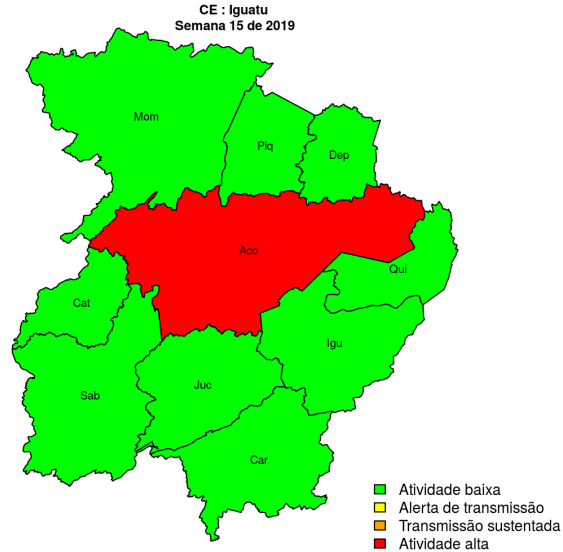 CE : Iguatu
Semana 15 de 2019
Mom
Piq
Dep
Aco
Qui
Cat
Igu
Juc
Sab
Car
Atividade baixa
Alerta de transmissão
Transmissão sustentada
Atividade alta